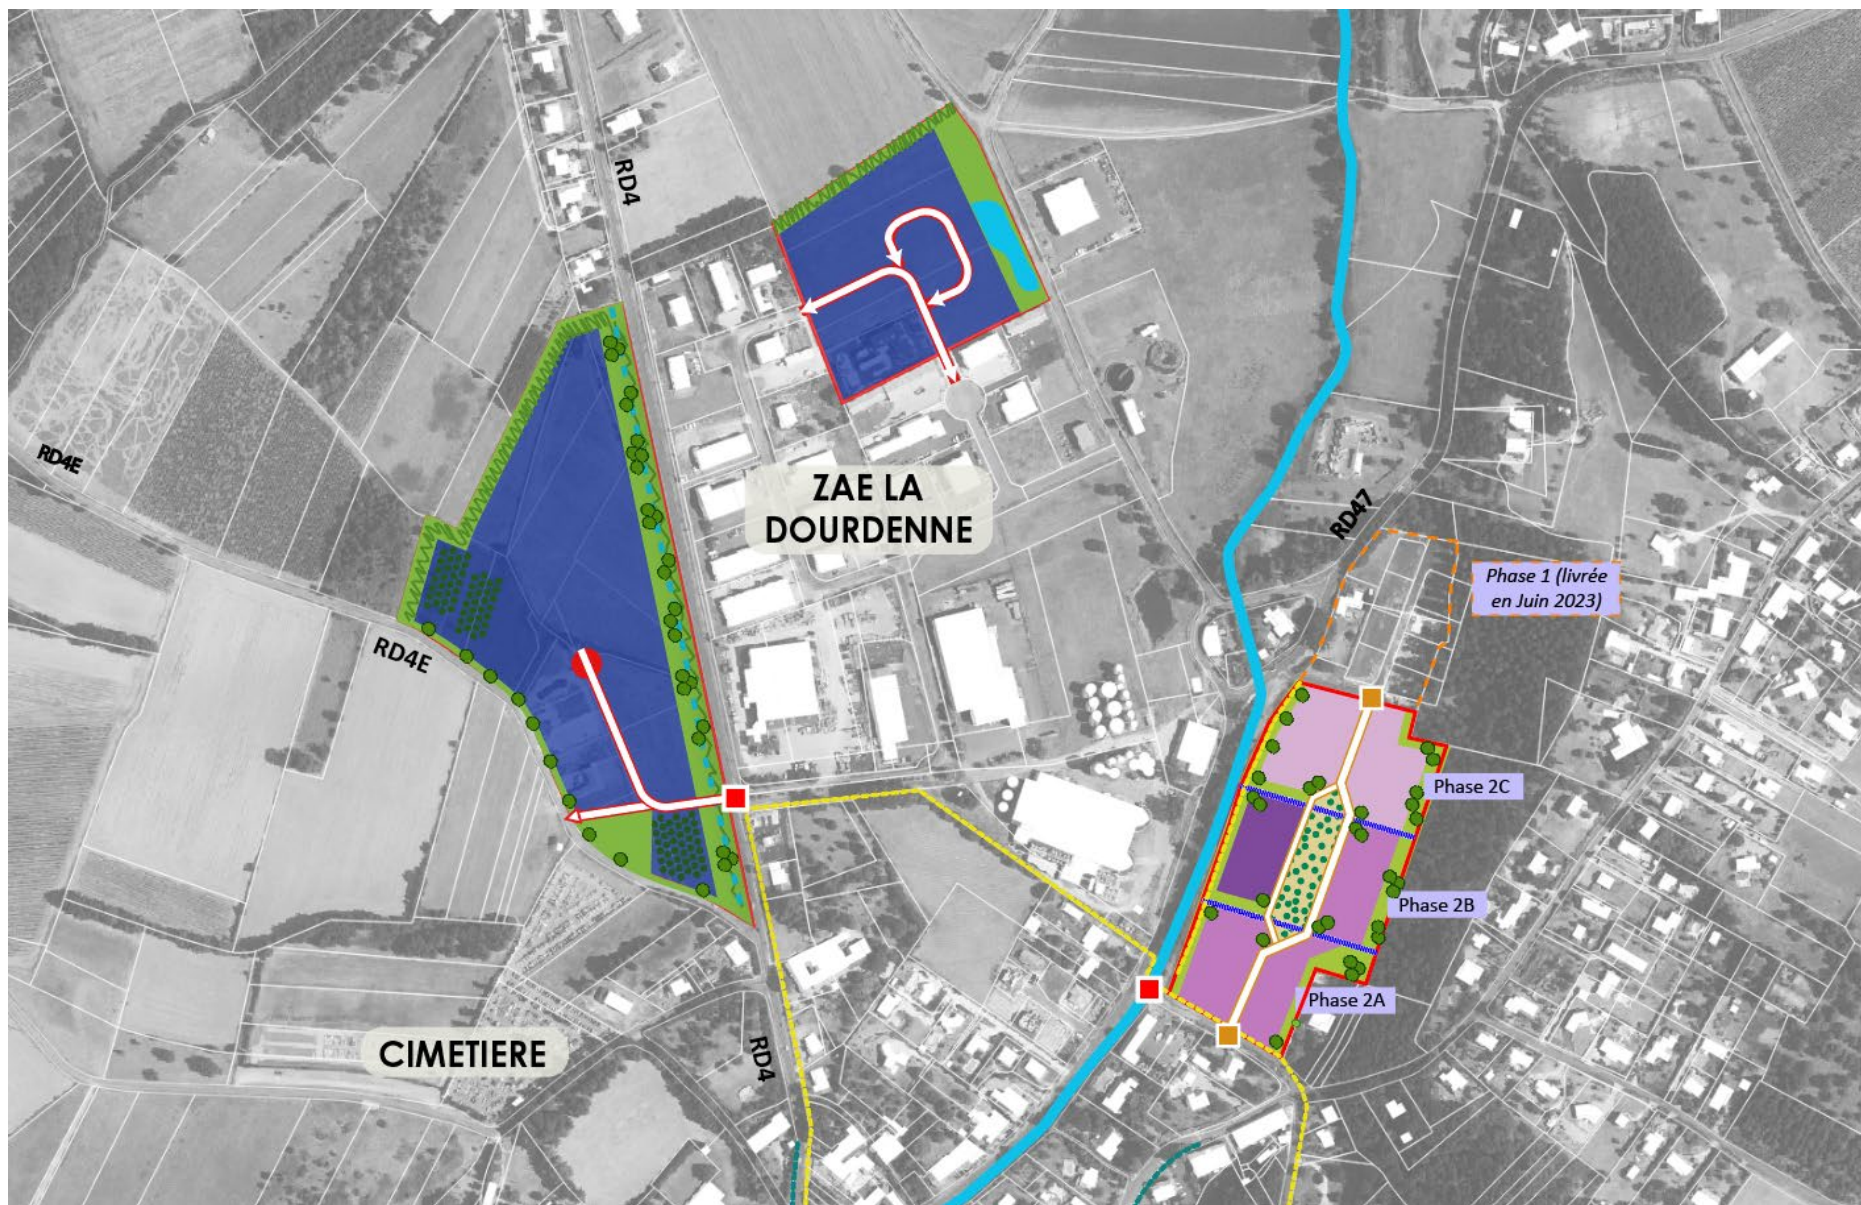 RD4
RD4E
ZAE LA
DOURDENNE
RD47
Phase 1 (livrée
en Juin 2023)
RD4E
Phase 2C
Phase 2B
Phase 2A
CIMETIERE
RD4